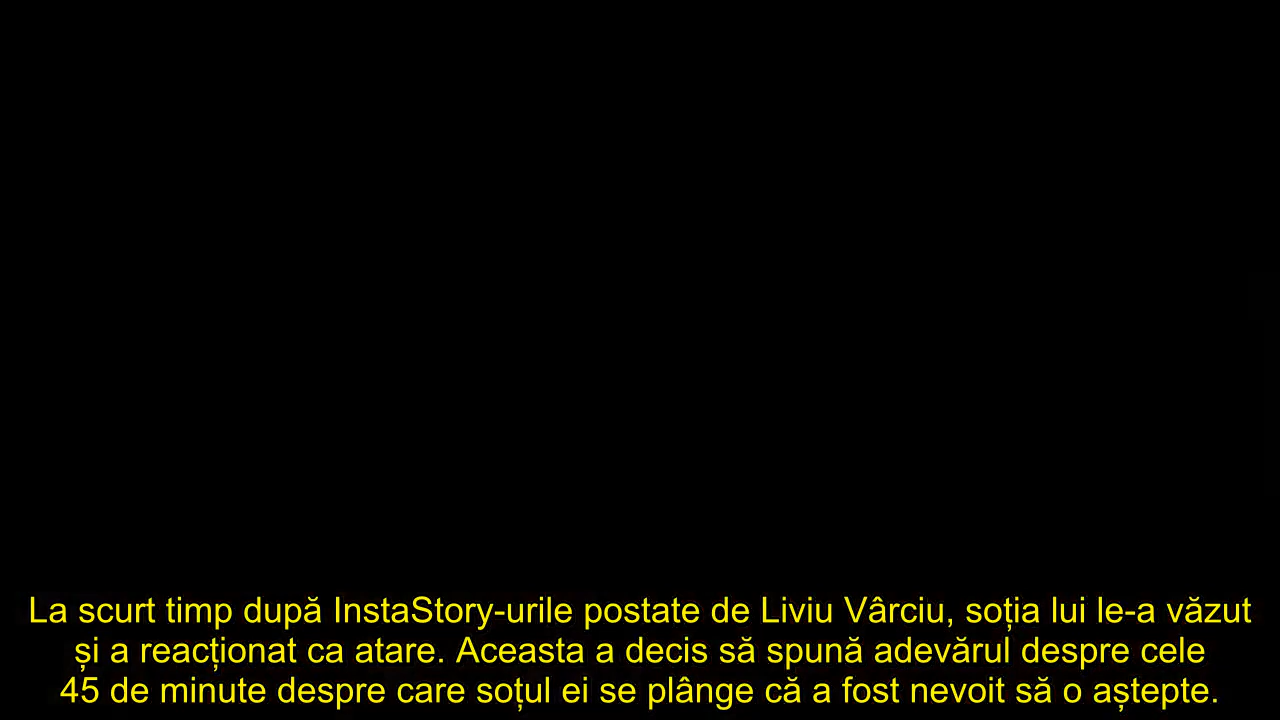 La scurt timp după InstaStory-urile postate de Liviu Vârciu, soția lui le-a văzut
și a reacționat ca atare. Aceasta a decis să spună adevărul despre cele
45 de minute despre care soțul ei se plânge că a fost nevoit să o aștepte.